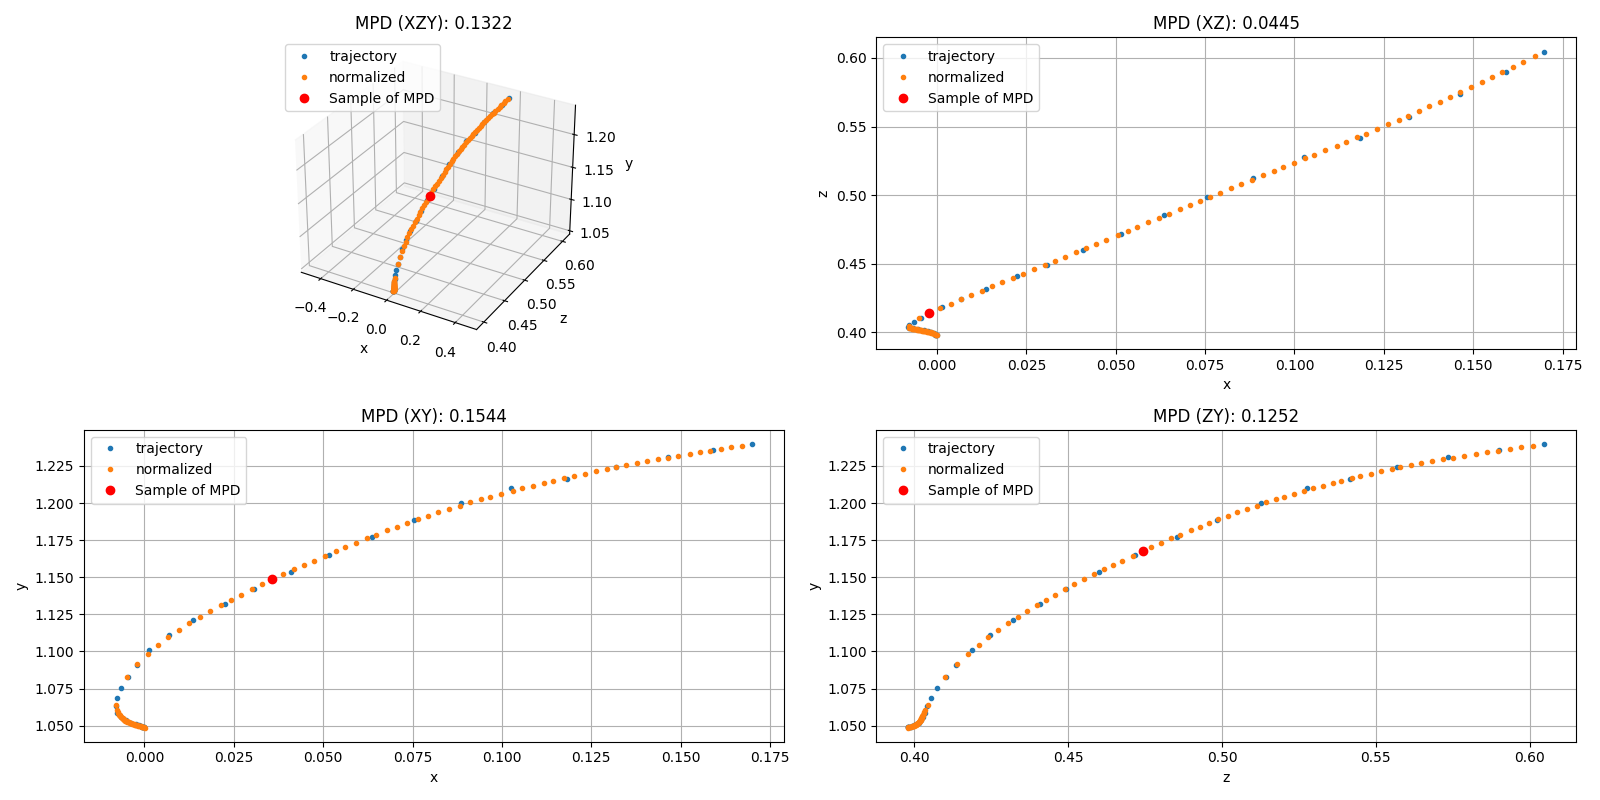 MPD (XZY): 0.1322
trajectory
normalized
Sample of MPD
1.20
1.15
1.10
1.05
y
0.60
0.55
0.50
0.45
0.40
z
−0.4
−0.2
0.0
0.2
0.4
x
MPD (XZ): 0.0445
trajectory
normalized
Sample of MPD
0.60
0.55
0.50
0.45
0.40
z
0.000 0.025 0.050 0.075 0.100 0.125 0.150 0.175
x
MPD (XY): 0.1544
trajectory
normalized
Sample of MPD
1.225
1.200
1.175
1.150
1.125
1.100
1.075
1.050
y
0.000 0.025 0.050 0.075 0.100 0.125 0.150 0.175
x
MPD (ZY): 0.1252
trajectory
normalized
Sample of MPD
1.225
1.200
1.175
1.150
1.125
1.100
1.075
1.050
y
0.40 0.45 0.50 0.55 0.60
z